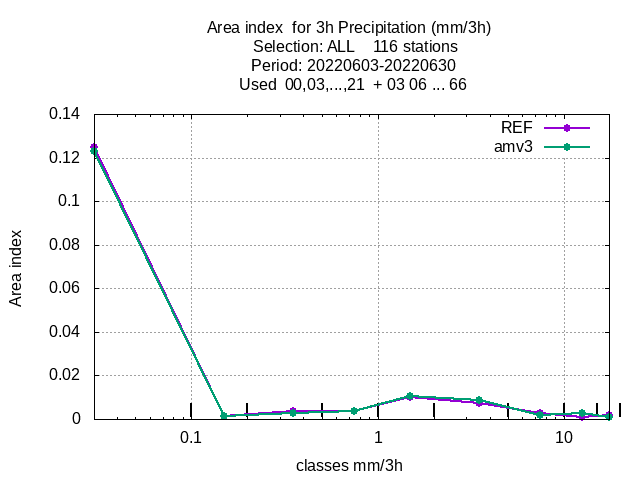 Area index  for 3h Precipitation (mm/3h)
Selection: ALL    116 stations
Period: 20220603-20220630
Used  00,03,...,21  + 03 06 ... 66
REF
amv3
0.14
0.12
0.1
0.08
0.06
0.04
0.02
0
Area index
0.1
1
10
classes mm/3h